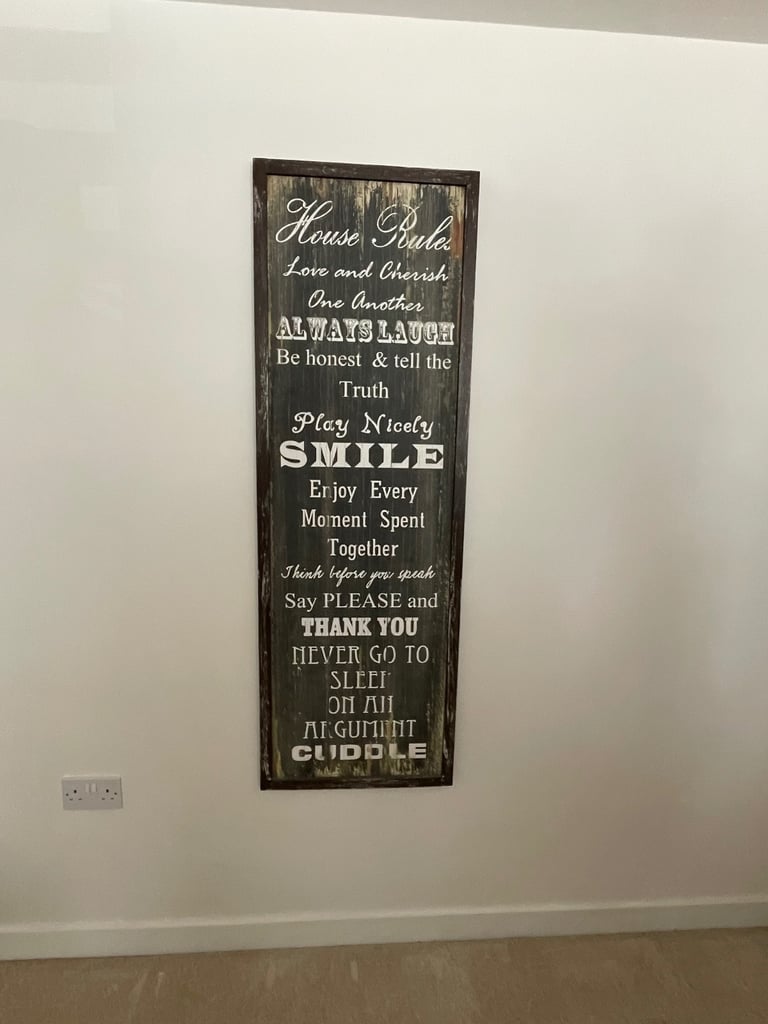 House Rules
Love and Cherish
One Another
ALWAYS LAUGH
Be honest & tell the
Truth
Play Nicely
SMILE
Enjoy Every
Moment Spent
Together
Think before you speak
Say PLEASE and
THANK YOU
NEVER GO TO
SLEEP
ON AN
ARGUMENT
CUDDLE